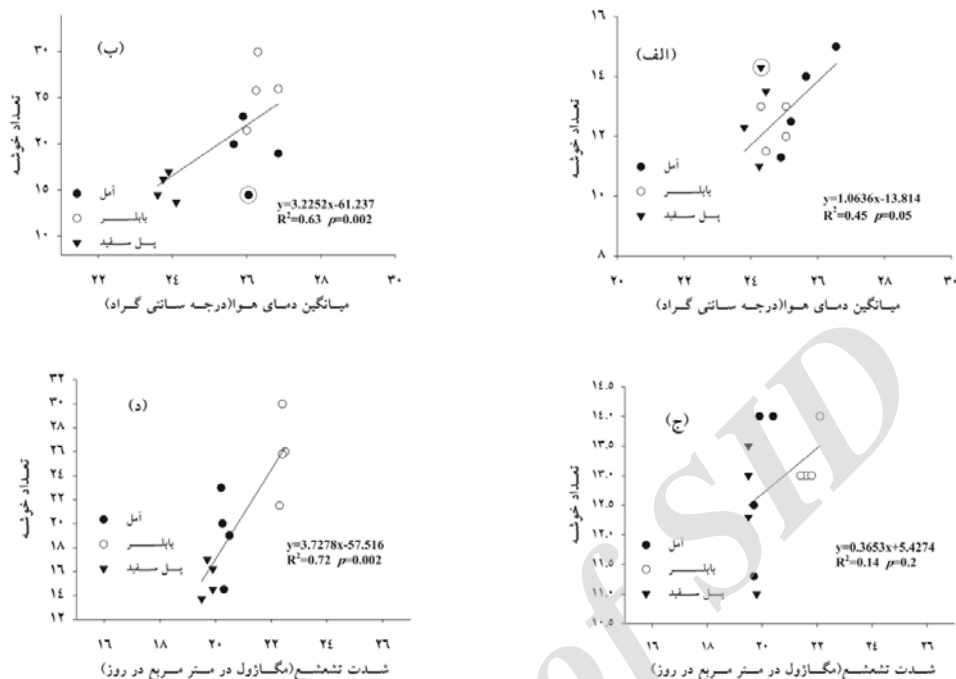 (الف)
۱۶
۱۴
۱۲
۱۰
۸
تعداد خوشه
آمل
بابلسر
پل سفید
y=1.0636x-13.814
R²=0.45 p=0.05
۲۰ ۲۲ ۲۴ ۲۶ ۲۸ ۳۰
میانگین دمای هوا(درجه سانتی گراد)
(ب)
۳۰
۲۵
۲۰
۱۵
۱۰
تعداد خوشه
آمل
بابلسر
پل سفید
y=3.2252x-61.237
R²=0.63 p=0.002
۲۲ ۲۴ ۲۶ ۲۸ ۳۰
میانگین دمای هوا(درجه سانتی گراد)
(ج)
۱۴.۵
۱۴.۰
۱۳.۵
۱۳.۰
۱۲.۵
۱۲.۰
۱۱.۵
۱۱.۰
۱۰.۵
تعداد خوشه
آمل
بابلسر
پل سفید
y=0.3653x+5.4274
R²=0.14 p=0.2
۱۶ ۱۸ ۲۰ ۲۲ ۲۴ ۲۶
شدت تشعشع(مگاژول در متر مربع در روز)
(د)
۳۲
۳۰
۲۸
۲۶
۲۴
۲۲
۲۰
۱۸
۱۶
۱۴
۱۲
تعداد خوشه
آمل
بابلسر
پل سفید
y=3.7278x-57.516
R²=0.72 p=0.002
۱۶ ۱۸ ۲۰ ۲۲ ۲۴ ۲۶
شدت تشعشع(مگاژول در متر مربع در روز)
of SID